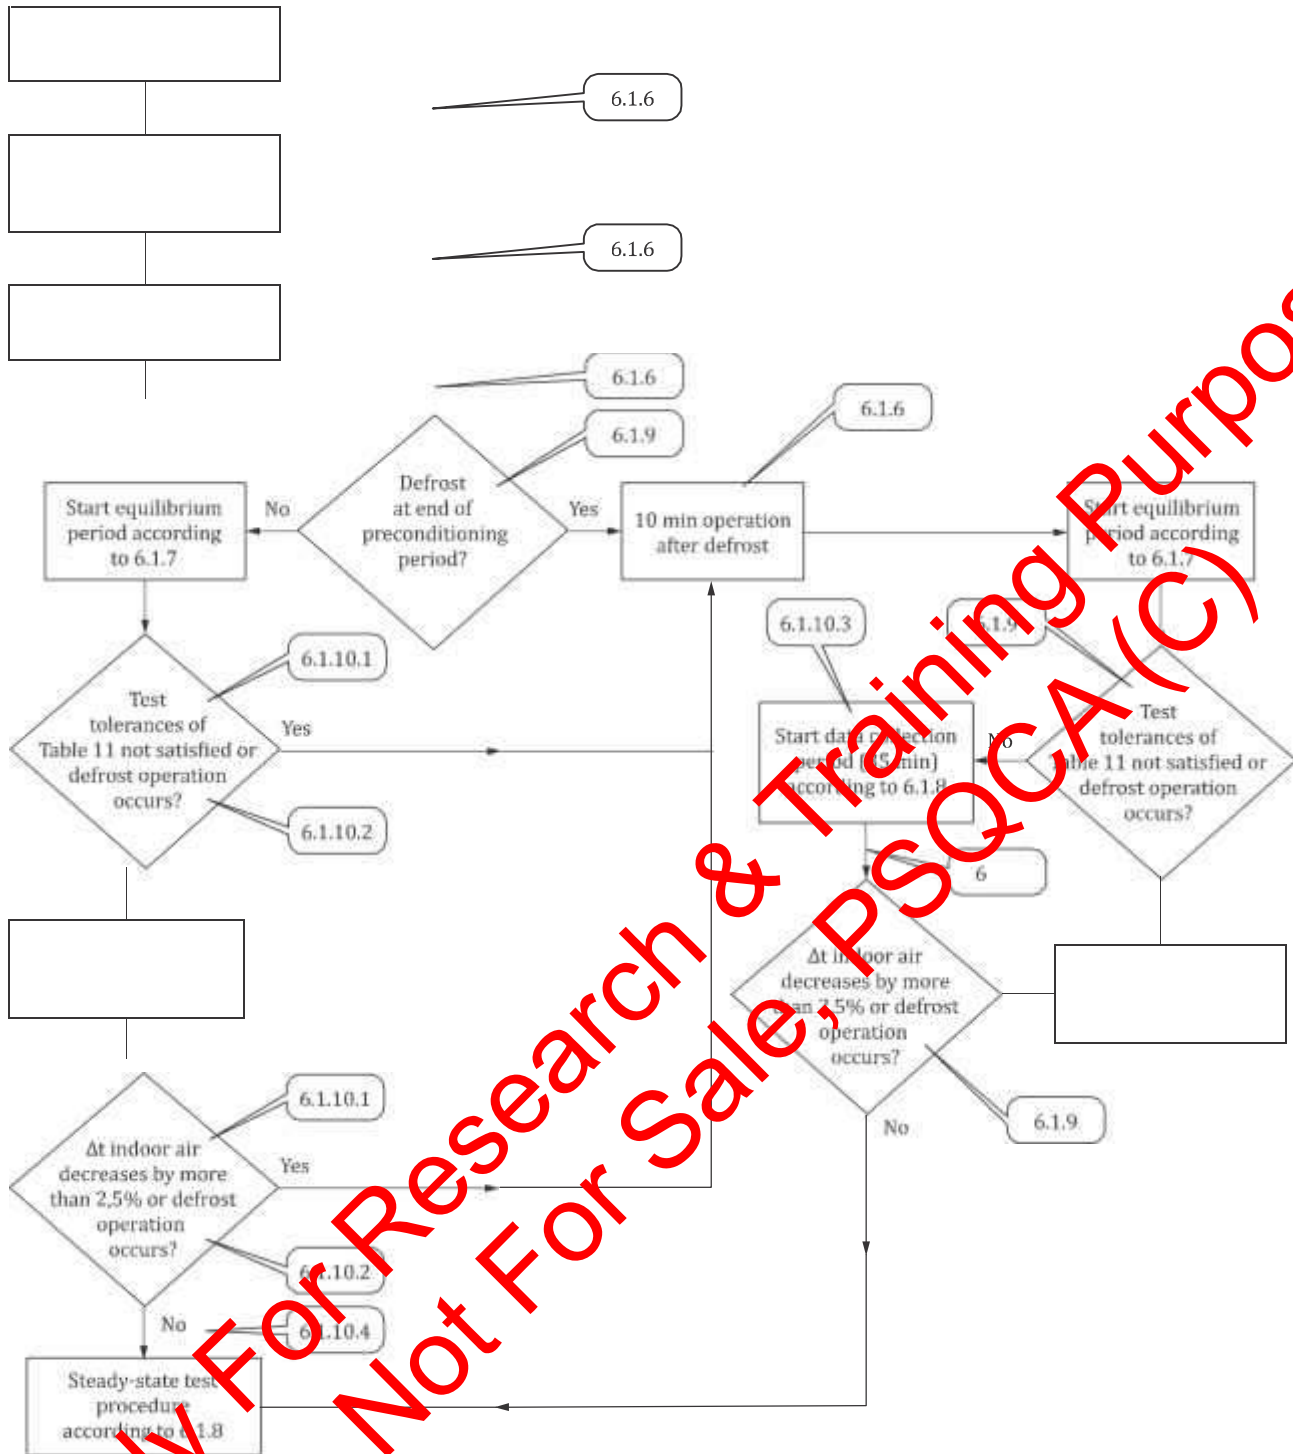 6.1.6
6.1.6
6.1.6
6.1.9
6.1.6
Defrost
at end of
preconditioning
period?
No
Yes
Start equilibrium
period according
to 6.1.7
10 min operation
after defrost
Start equilibrium
period according
to 6.1.7
6.1.10.1
6.1.10.3
6.1.9
Test
tolerances of
Table 11 not satisfied or
defrost operation
occurs?
Yes
6.1.10.2
Start data collection
period (35 min)
according to 6.1.8
No
Test
tolerances of
Table 11 not satisfied or
defrost operation
occurs?
6
Δt indoor air
decreases by more
than 2,5% or defrost
operation
occurs?
6.1.9
No
6.1.10.1
Δt indoor air
decreases by more
than 2,5% or defrost
operation
occurs?
Yes
6.1.10.2
No
6.1.10.4
Steady-state test
procedure
according to 6.1.8
For Research & Training
Not For Sale, PSQCA (C)